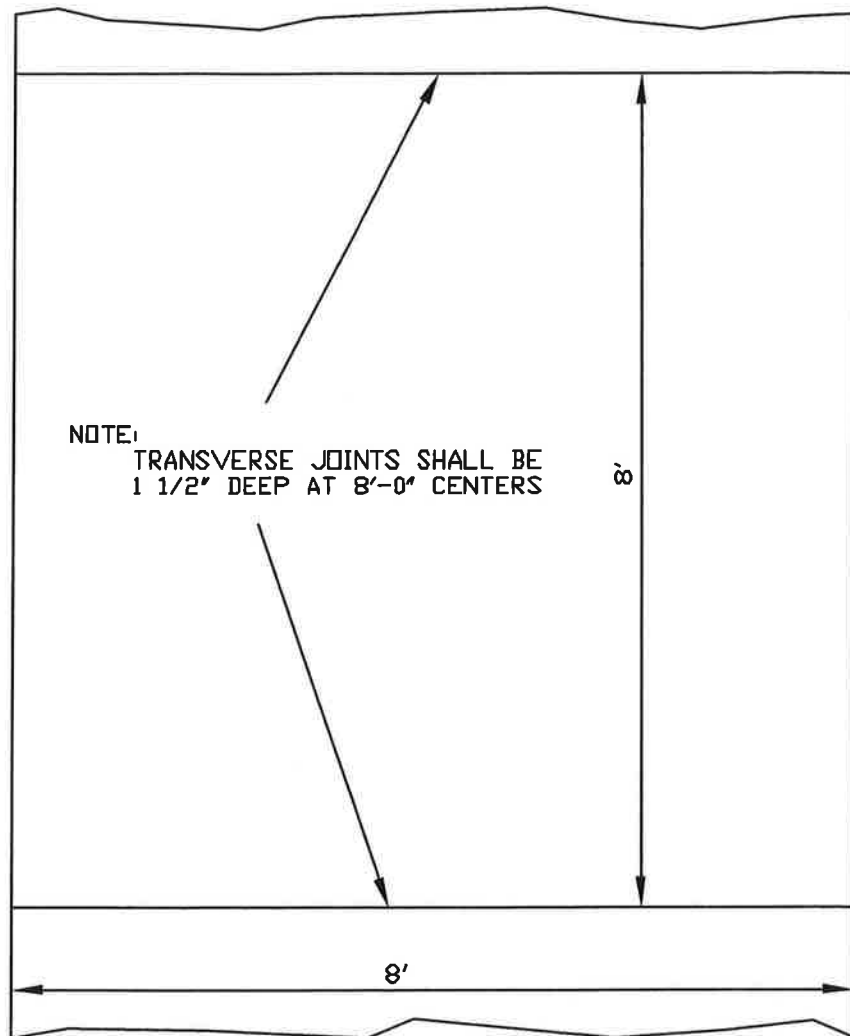 NOTE:
TRANSVERSE JOINTS SHALL BE
1 1/2" DEEP AT 8'-0" CENTERS
8'
8'